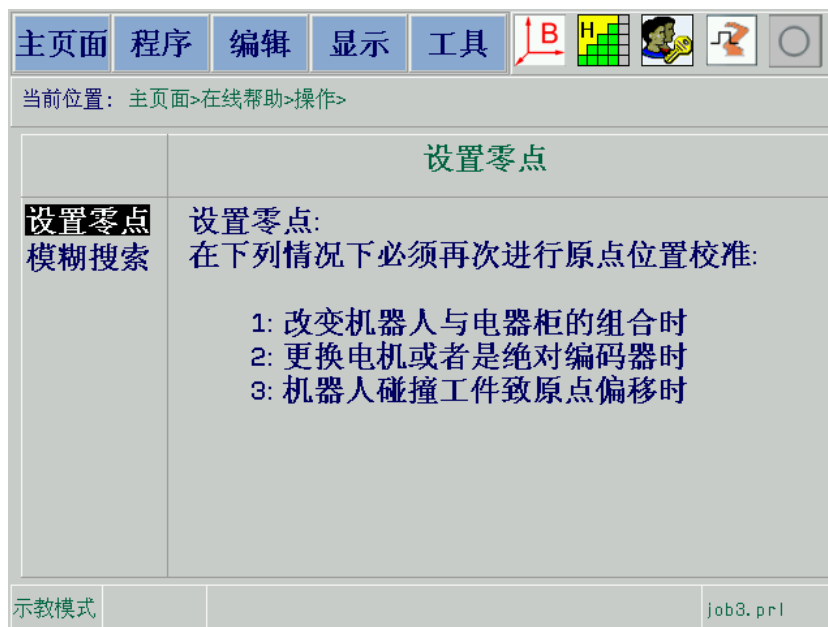 主页面 程序 编辑 显示 工具 B H
当前位置: 主页面>在线帮助>操作>
设置零点
设置零点
模糊搜索
设置零点:
在下列情况下必须再次进行原点位置校准:
1: 改变机器人与电器柜的组合时
2: 更换电机或者是绝对编码器时
3: 机器人碰撞工件致原点偏移时
示教模式 job3.prl